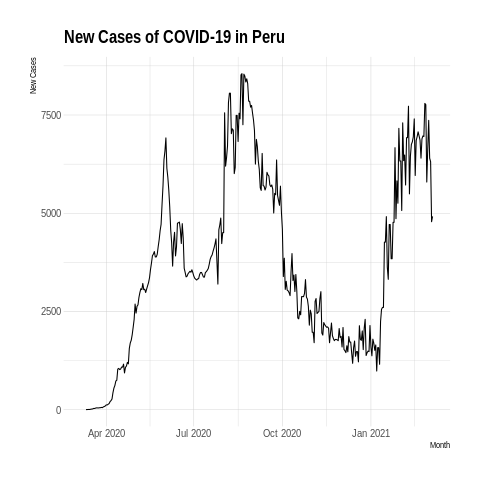 New Cases of COVID-19 in Peru
New Cases
7500
5000
2500
0
Apr 2020
Jul 2020
Oct 2020
Jan 2021
Month